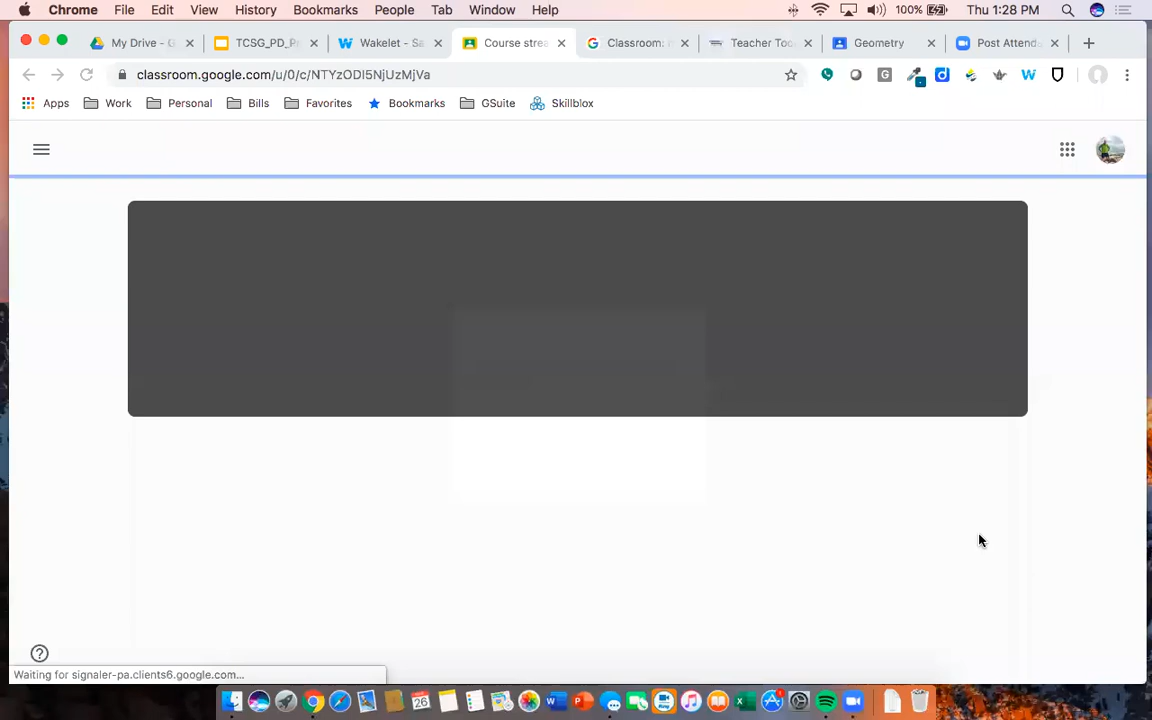 Chrome File Edit View History Bookmarks People Tab Window Help 100% Thu 1:28 PM
My Drive - G TCSG_PD_P Wakelet - Sa Course strea Classroom: Teacher Too Geometry Post Attend
classroom.google.com/u/0/c/NTYzODI5NjUzMjVa
Apps Work Personal Bills Favorites Bookmarks GSuite Skillblox
Waiting for signaler-pa.clients6.google.com...
26